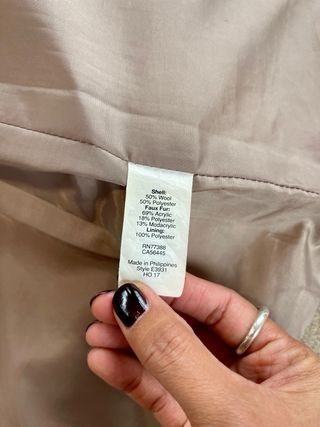 Shell:
50% Wool
50% Polyester
Faux Fur:
69% Acrylic
18% Polyester
13% Modacrylic
Lining:
100% Polyester
RN77388
CA56445
Made in Philippines
Style E3931
HO 17